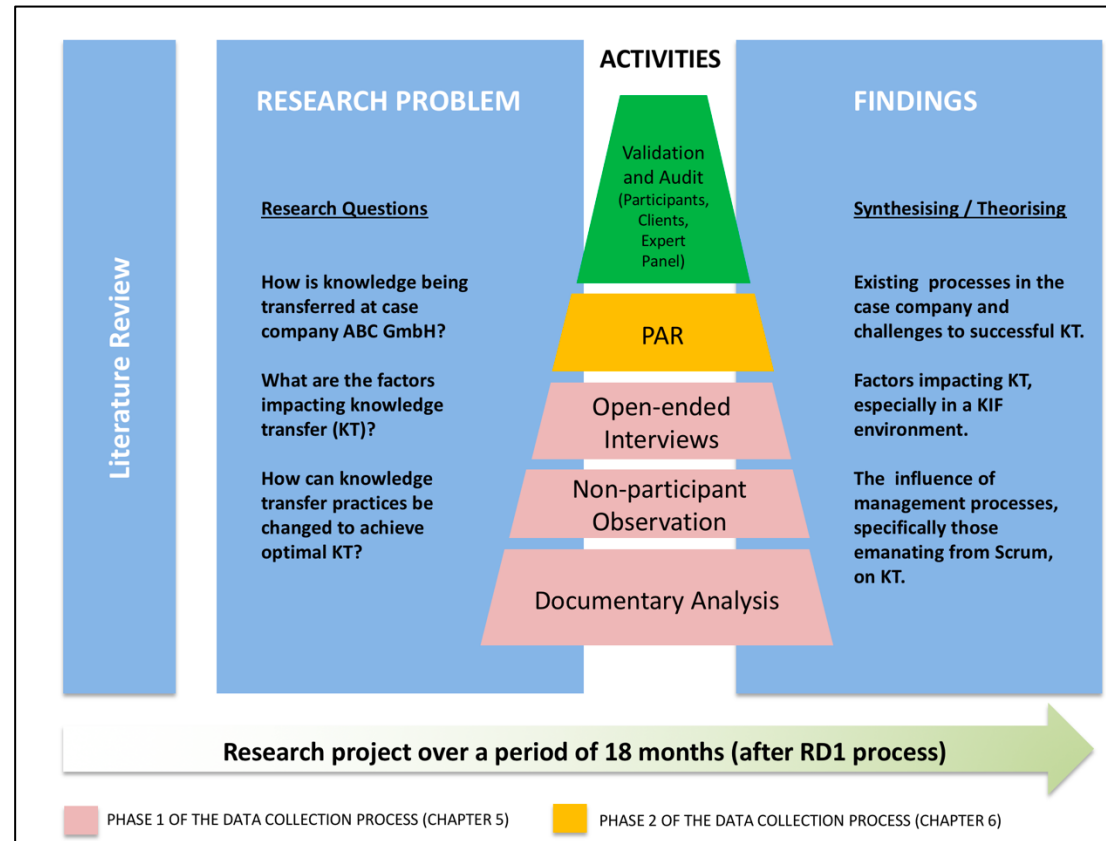 Literature Review
RESEARCH PROBLEM
Research Questions
How is knowledge being
transferred at case
company ABC GmbH?
What are the factors
impacting knowledge
transfer (KT)?
How can knowledge
transfer practices be
changed to achieve
optimal KT?
ACTIVITIES
Validation
and Audit
(Participants,
Clients,
Expert
Panel)
PAR
Open-ended
Interviews
Non-participant
Observation
Documentary Analysis
FINDINGS
Synthesising / Theorising
Existing processes in the
case company and
challenges to successful KT.
Factors impacting KT,
especially in a KIF
environment.
The influence of
management processes,
specifically those
emanating from Scrum,
on KT.
Research project over a period of 18 months (after RD1 process)
PHASE 1 OF THE DATA COLLECTION PROCESS (CHAPTER 5)
PHASE 2 OF THE DATA COLLECTION PROCESS (CHAPTER 6)